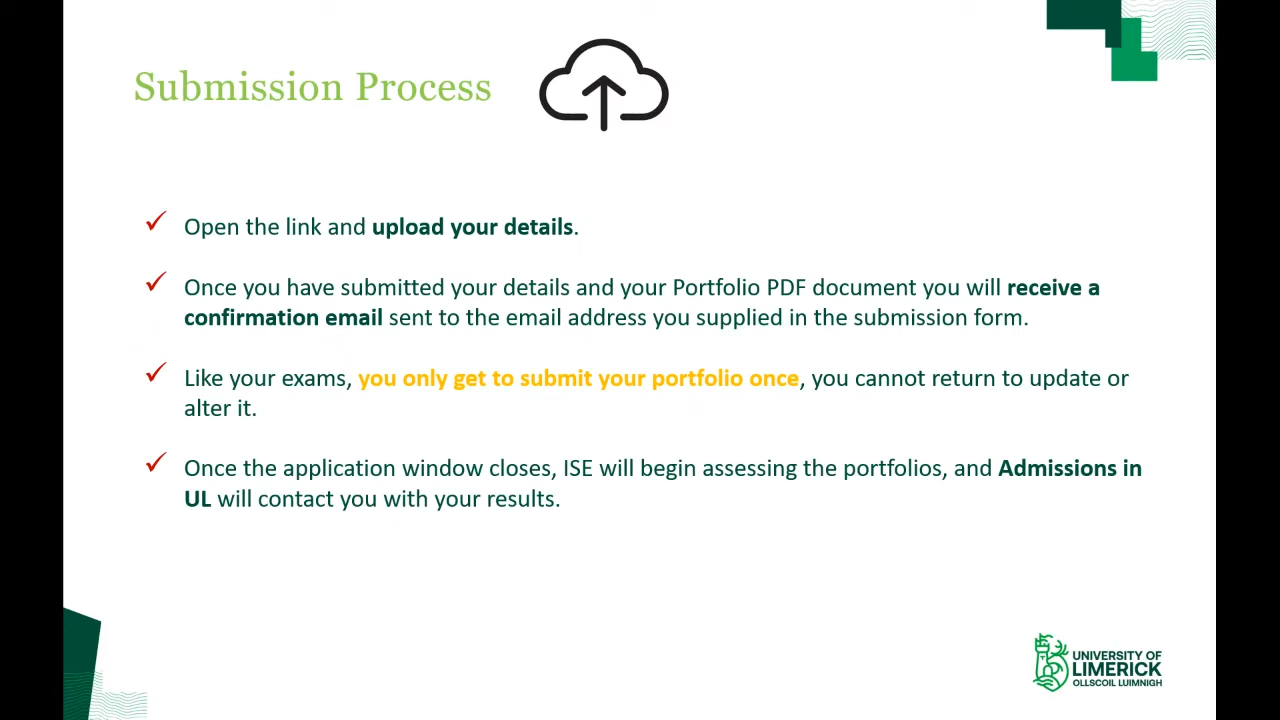 Submission Process
Open the link and upload your details.
Once you have submitted your details and your Portfolio PDF document you will receive a
confirmation email sent to the email address you supplied in the submission form.
Like your exams, you only get to submit your portfolio once, you cannot return to update or
alter it.
Once the application window closes, ISE will begin assessing the portfolios, and Admissions in
UL will contact you with your results.
UNIVERSITY OF
LIMERICK
OLLSCOIL LUIMNIGH